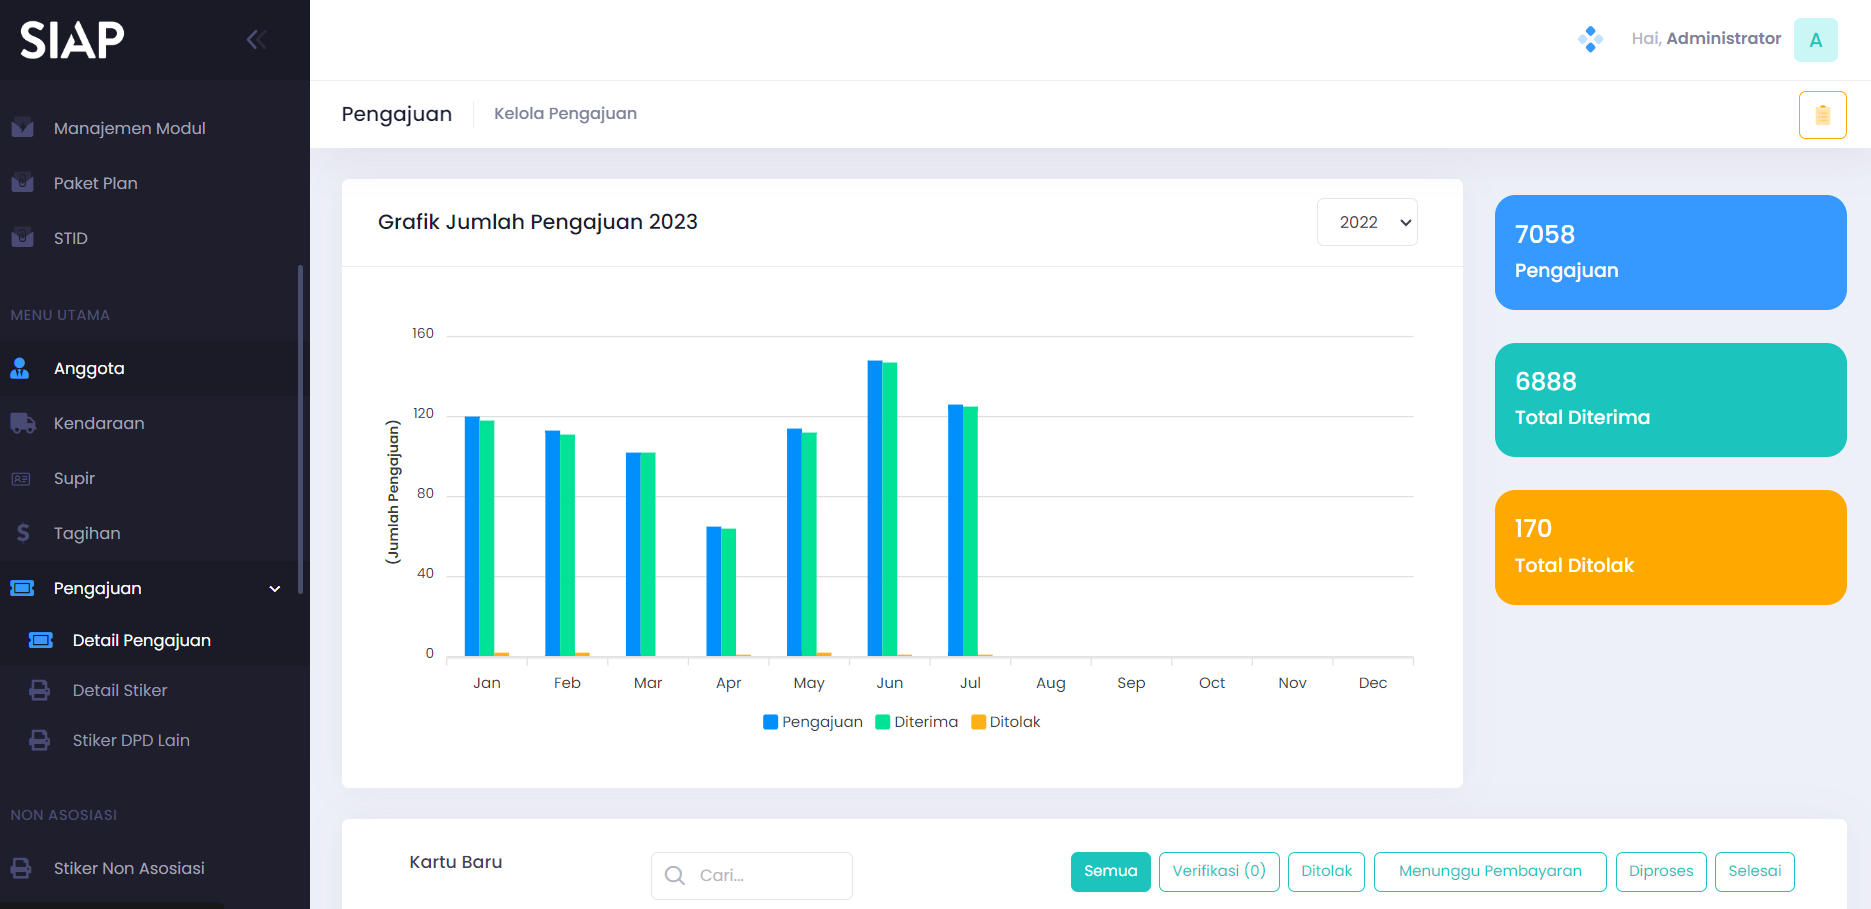 SIAP
Hai, Administrator
A
Manajemen Modul
Paket Plan
STID
MENU UTAMA
Anggota
Kendaraan
Supir
Tagihan
Pengajuan
Detail Pengajuan
Detail Stiker
Stiker DPD Lain
NON ASOSIASI
Stiker Non Asosiasi
Pengajuan
Kelola Pengajuan
Grafik Jumlah Pengajuan 2023
2022
(Jumlah Pengajuan)
160
120
80
40
0
Jan Feb Mar Apr May Jun Jul Aug Sep Oct Nov Dec
Pengajuan Diterima Ditolak
7058
Pengajuan
6888
Total Diterima
170
Total Ditolak
Kartu Baru
Cari...
Semua Verifikasi (0) Ditolak Menunggu Pembayaran Diproses Selesai